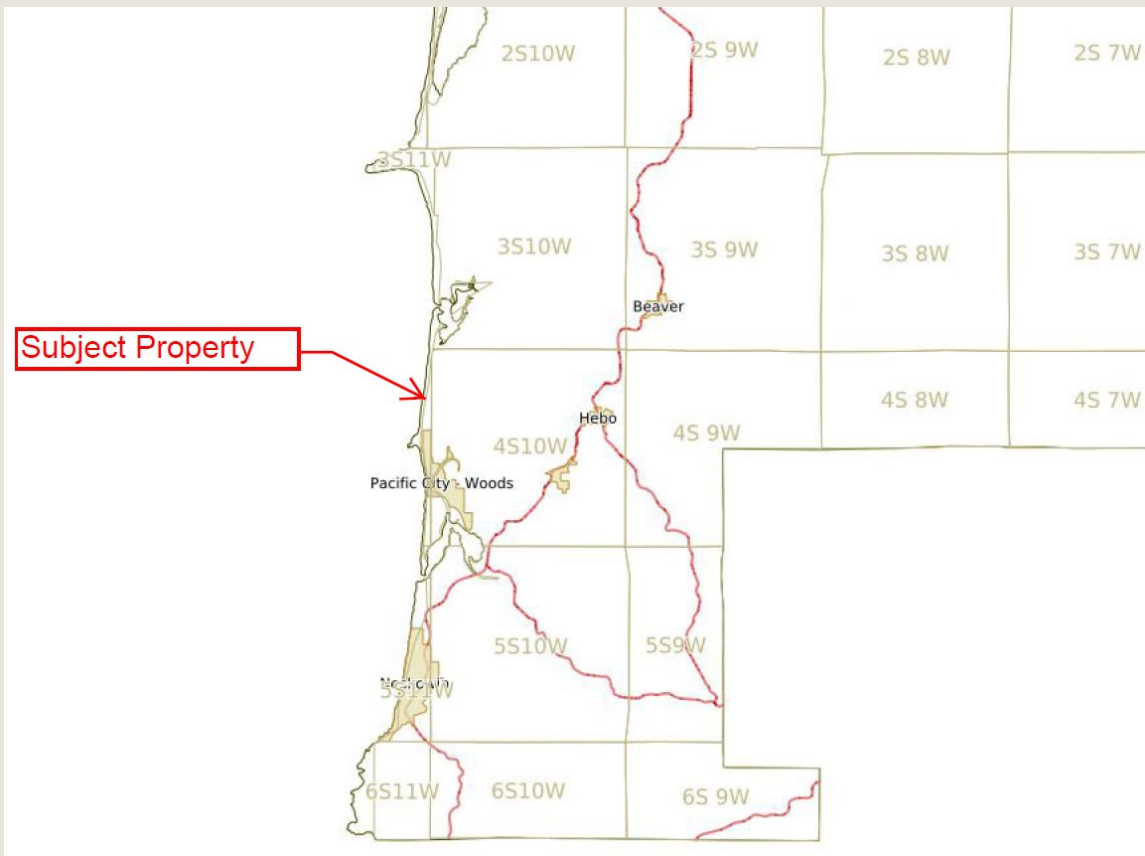 2S10W
2S 9W
2S 8W
2S 7W
3S11W
3S10W
3S 9W
3S 8W
3S 7W
Beaver
Subject Property
4S 8W
4S 7W
Hebo
4S10W
4S 9W
Pacific City - Woods
5S10W
5S9W
5S11W
6S11W
6S10W
6S 9W